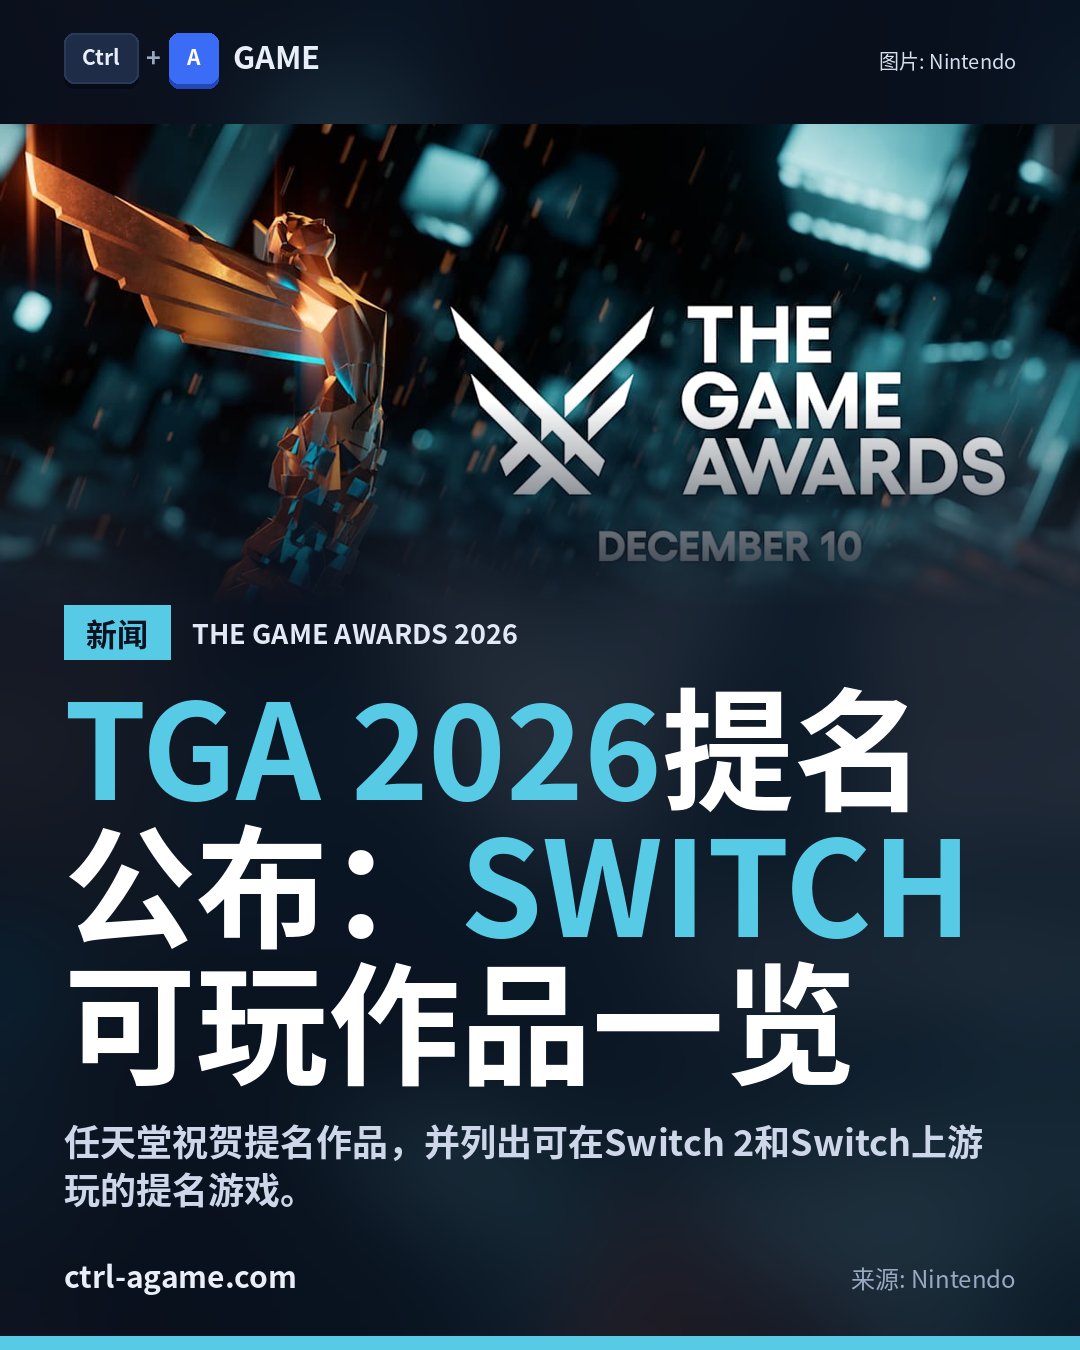 Ctrl + A GAME
图片: Nintendo
THE
GAME
AWARDS
DECEMBER 10
新闻 THE GAME AWARDS 2026
TGA 2026提名
公布：SWITCH
可玩作品一览
任天堂祝贺提名作品，并列出可在Switch 2和Switch上游
玩的提名游戏。
ctrl-agame.com
来源: Nintendo